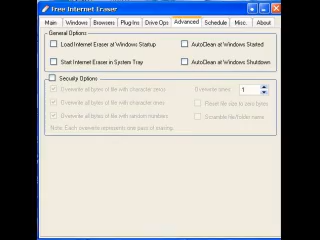 Free Internet Eraser
Main Windows Browsers Plug-Ins Drive Ops Advanced Schedule Misc. About
General Options
Load Internet Eraser at Windows Startup
AutoClean at Windows Started
Start Internet Eraser in System Tray
AutoClean at Windows Shutdown
Security Options
Overwrite all bytes of file with character zeros
Overwrite times 1
Overwrite all bytes of file with character ones
Reset file size to zero bytes
Overwrite all bytes of file with random numbers
Scramble file/folder name
Note: Each overwrite represents one pass of erasing